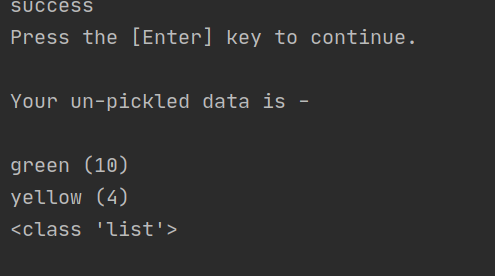 success
Press the [Enter] key to continue.
Your un-pickled data is -
green (10)
yellow (4)
<class 'list'>